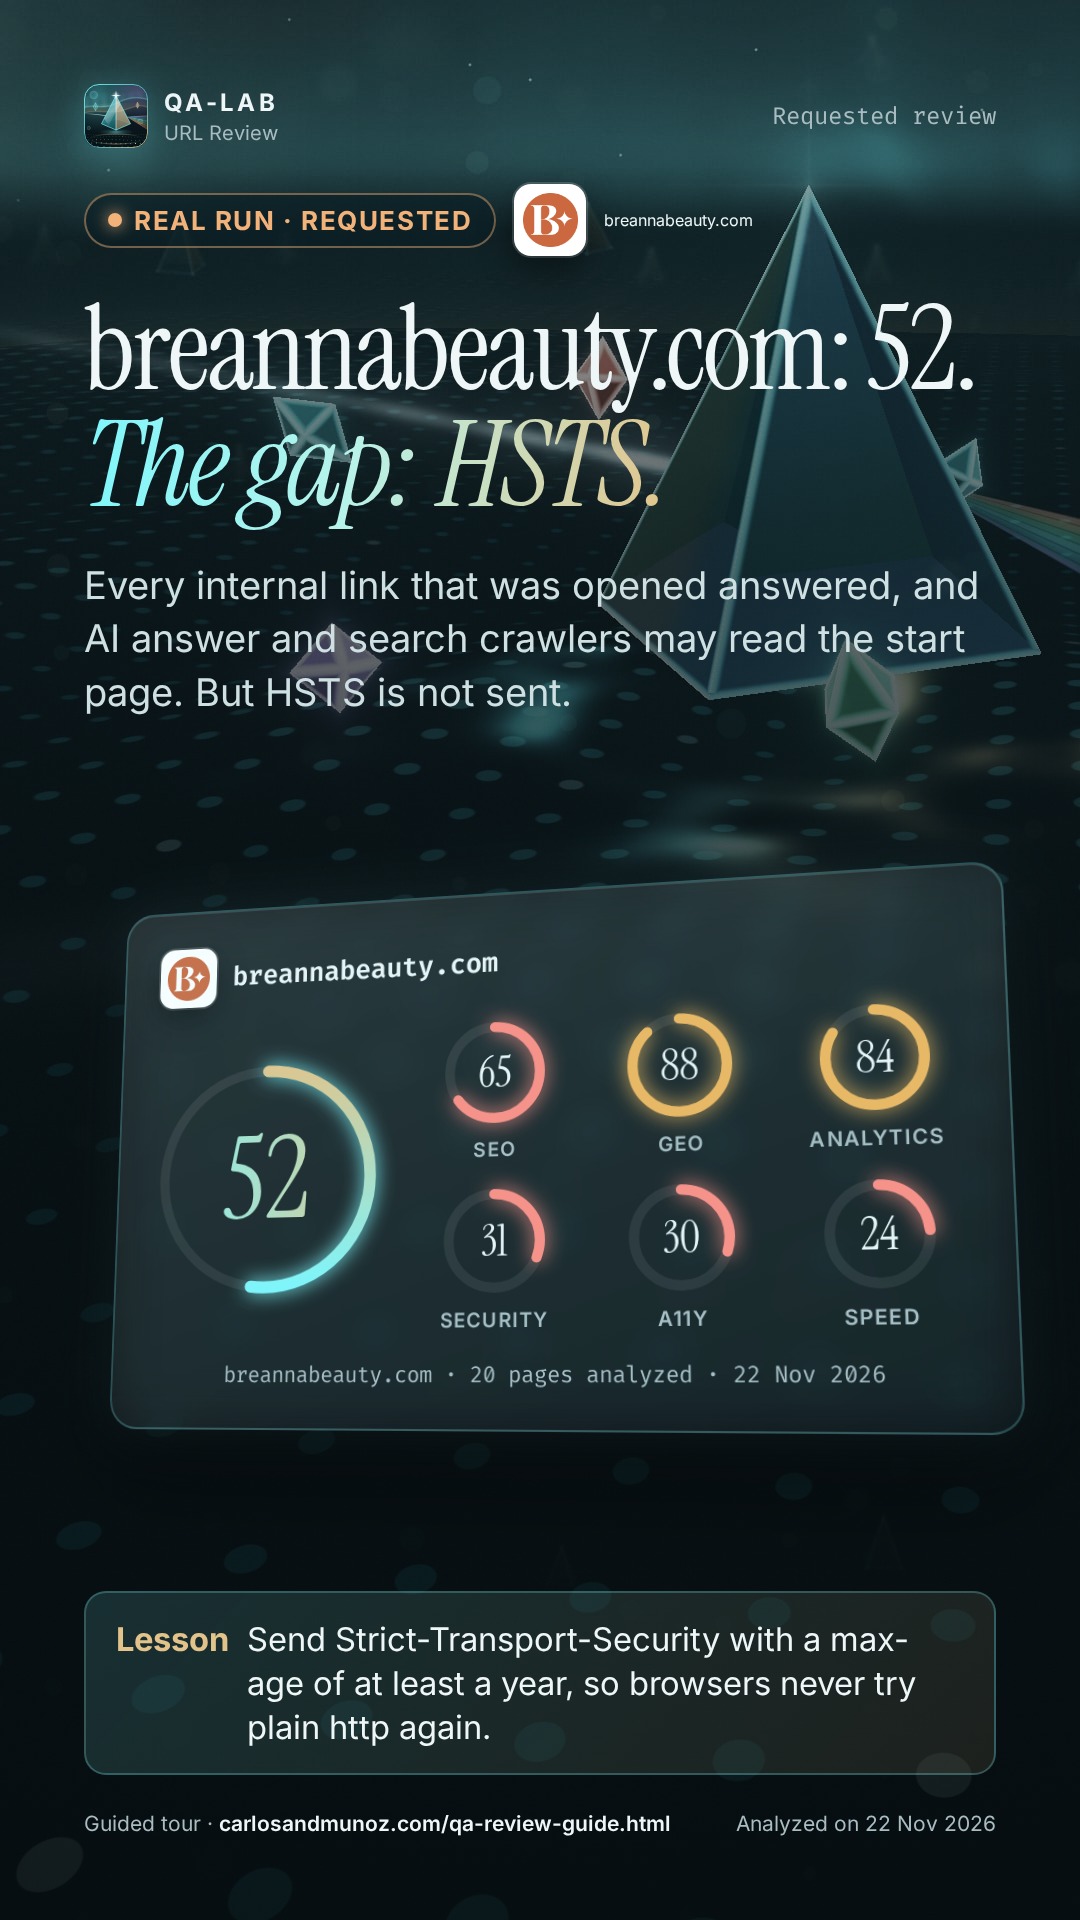 QA-LAB
URL Review
Requested review
REAL RUN · REQUESTED
B
breannabeauty.com
breannabeauty.com: 52.
The gap: HSTS.
Every internal link that was opened answered, and
AI answer and search crawlers may read the start
page. But HSTS is not sent.
B
breannabeauty.com
52
65
SEO
88
GEO
84
ANALYTICS
31
SECURITY
30
A11Y
24
SPEED
breannabeauty.com · 20 pages analyzed · 22 Nov 2026
Lesson Send Strict-Transport-Security with a max-
age of at least a year, so browsers never try
plain http again.
Guided tour · carlosandmunoz.com/qa-review-guide.html
Analyzed on 22 Nov 2026